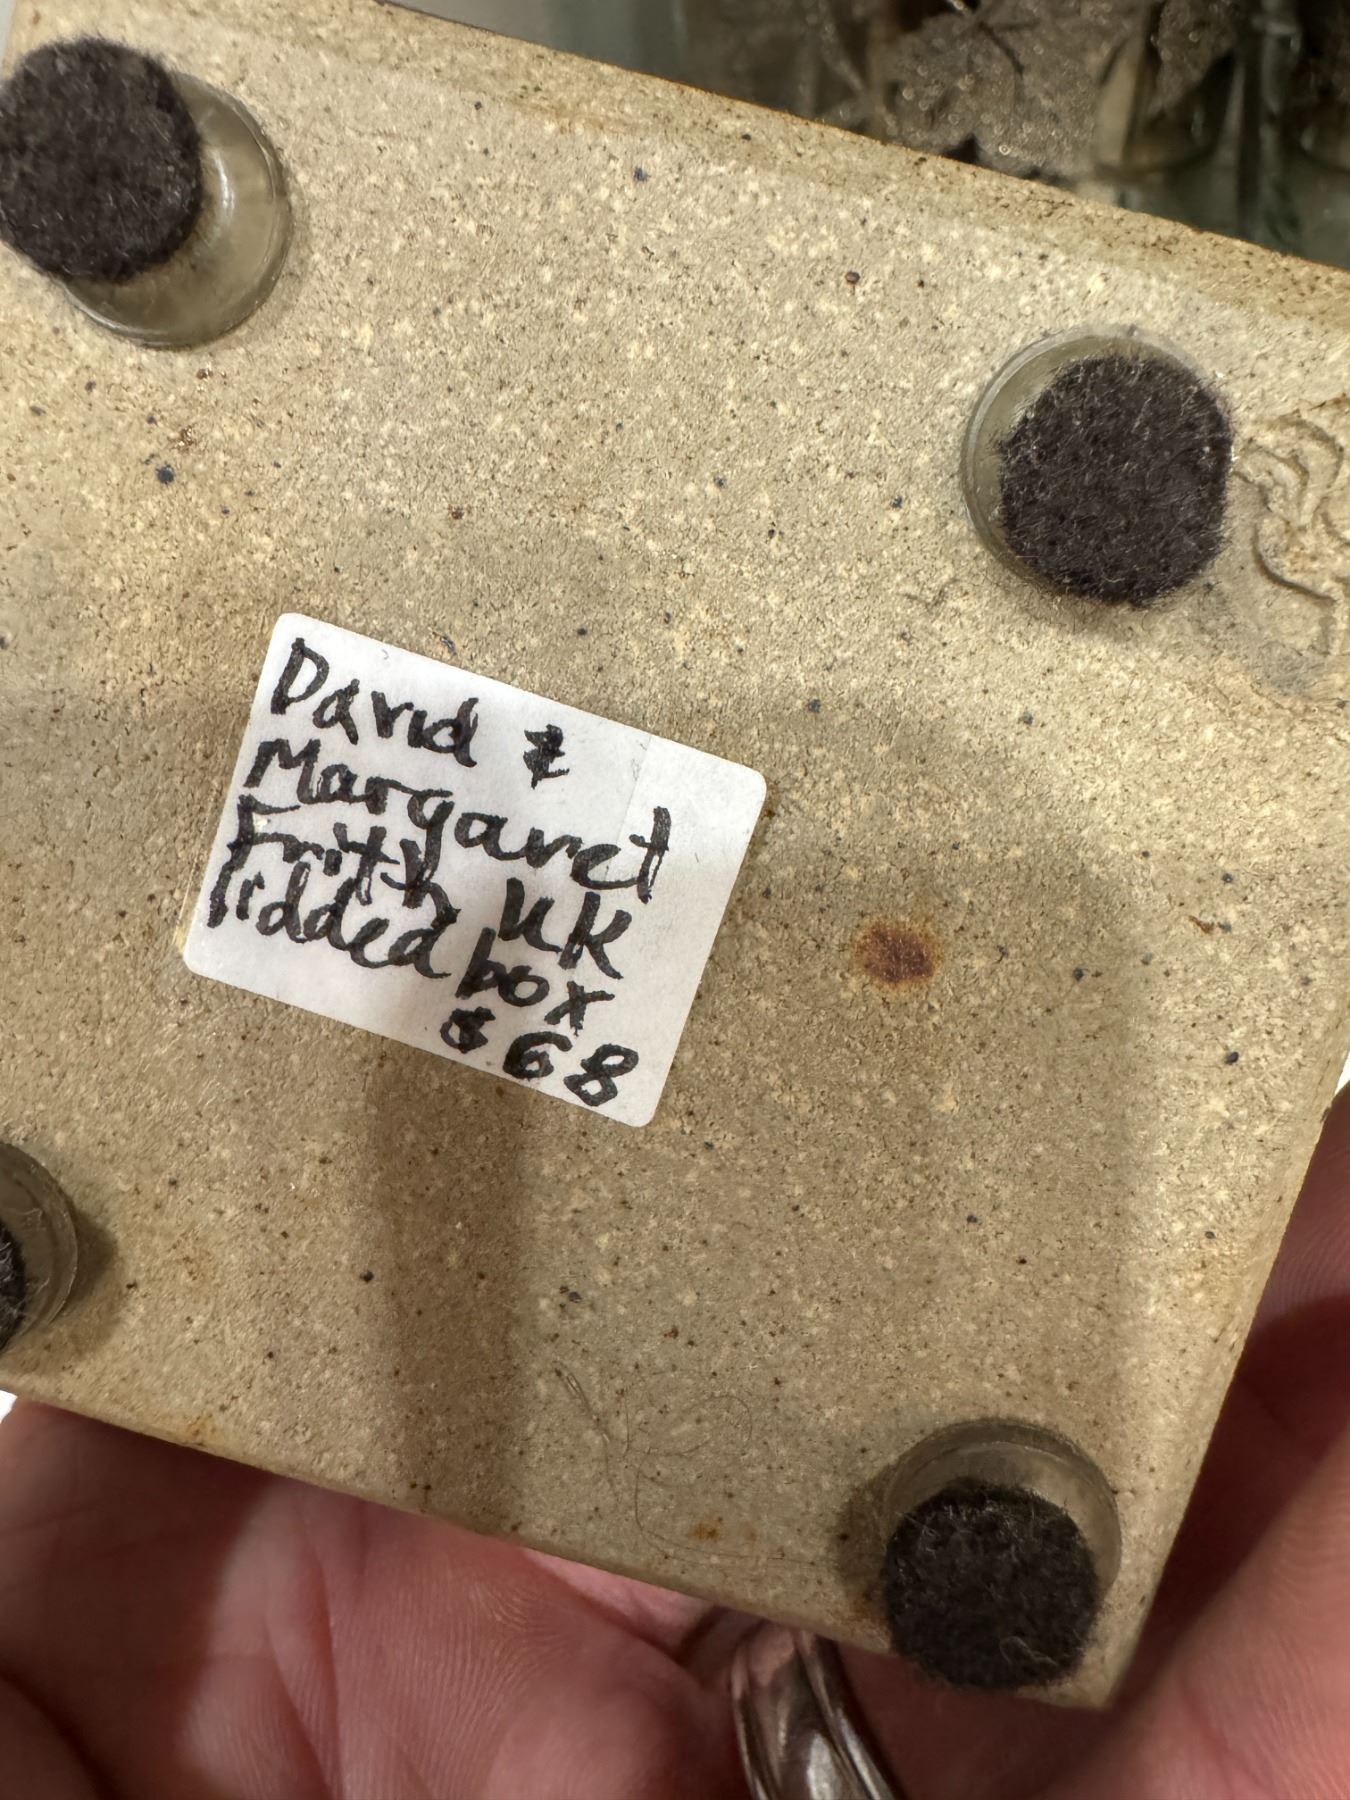 David &
Margaret
Frith UK
lidded box
$68